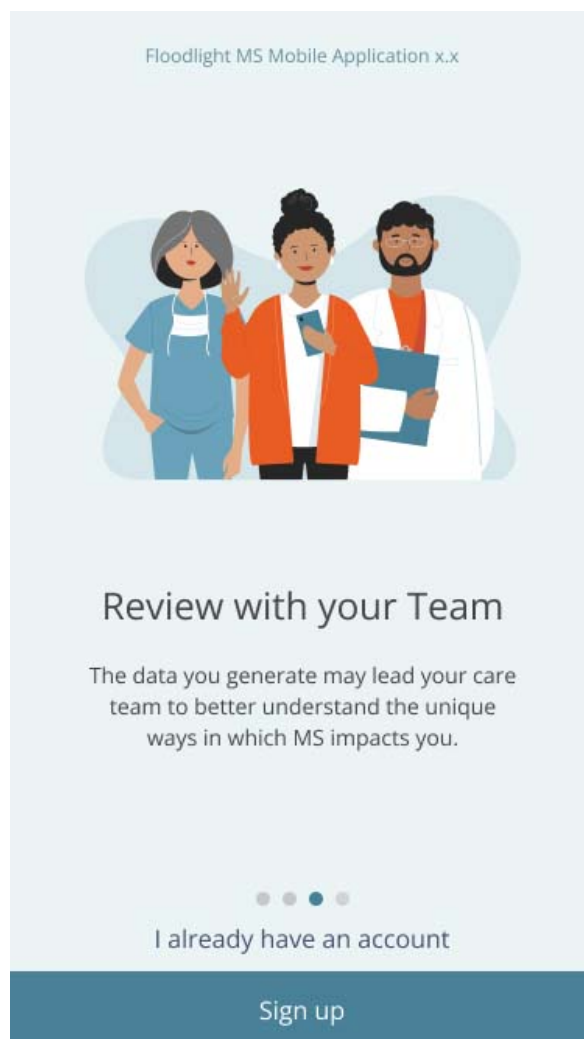 Floodlight MS Mobile Application x.x
Review with your Team
The data you generate may lead your care
team to better understand the unique
ways in which MS impacts you.
I already have an account
Sign up